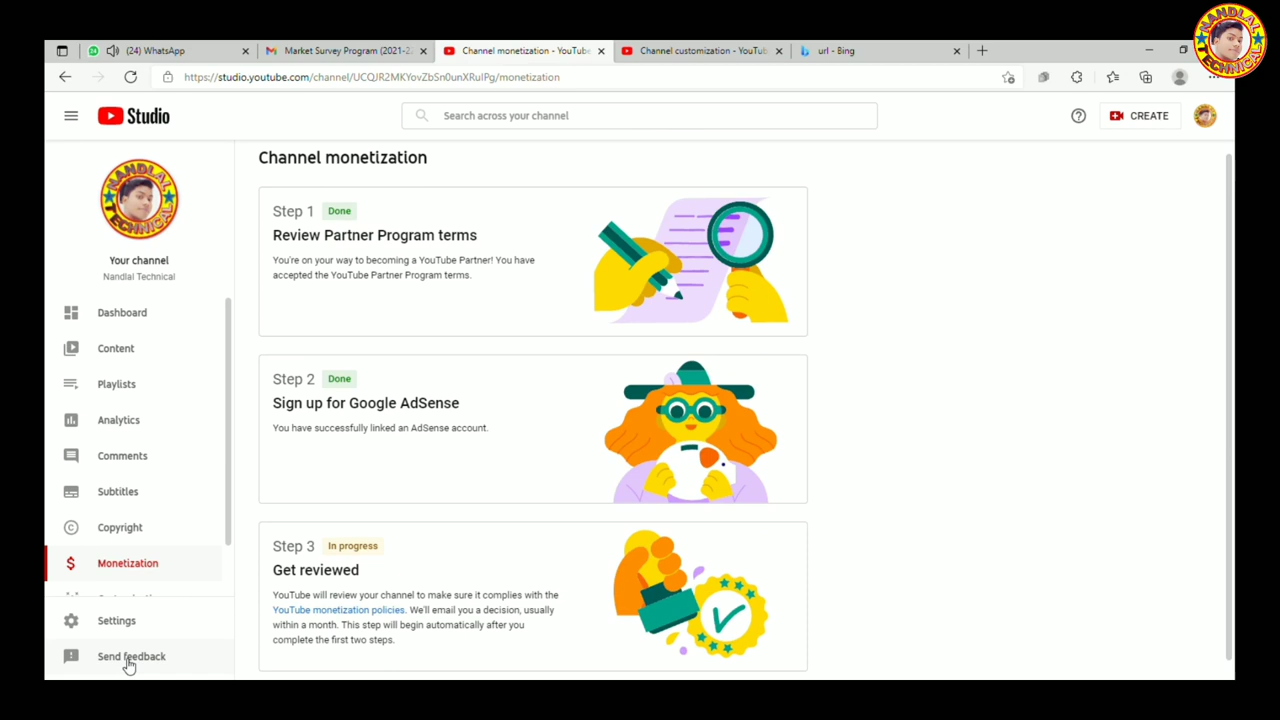 NANDLAL
TECHNICAL
(24) WhatsApp
Market Survey Program (2021-2
Channel monetization - YouTube
Channel customization - YouTub
url - Bing
https://studio.youtube.com/channel/UCQJR2MKYovZbSn0unXRulPg/monetization
Studio
Search across your channel
CREATE
NANDLAL
TECHNICAL
Your channel
Nandlal Technical
Dashboard
Content
Playlists
Analytics
Comments
Subtitles
Copyright
Monetization
Settings
Send feedback
Channel monetization
Step 1 Done
Review Partner Program terms
You're on your way to becoming a YouTube Partner! You have
accepted the YouTube Partner Program terms.
Step 2 Done
Sign up for Google AdSense
You have successfully linked an AdSense account.
Step 3 In progress
Get reviewed
YouTube will review your channel to make sure it complies with the
YouTube monetization policies. We'll email you a decision, usually
within a month. This step will begin automatically after you
complete the first two steps.